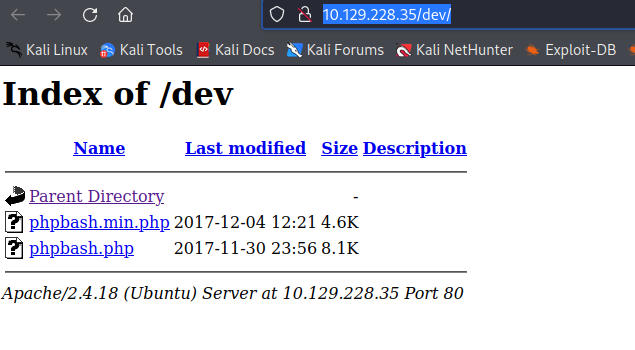 10.129.228.35/dev/
Kali Linux Kali Tools Kali Docs Kali Forums Kali NetHunter Exploit-DB
Index of /dev
Name Last modified Size Description
Parent Directory -
phpbash.min.php 2017-12-04 12:21 4.6K
phpbash.php 2017-11-30 23:56 8.1K
Apache/2.4.18 (Ubuntu) Server at 10.129.228.35 Port 80